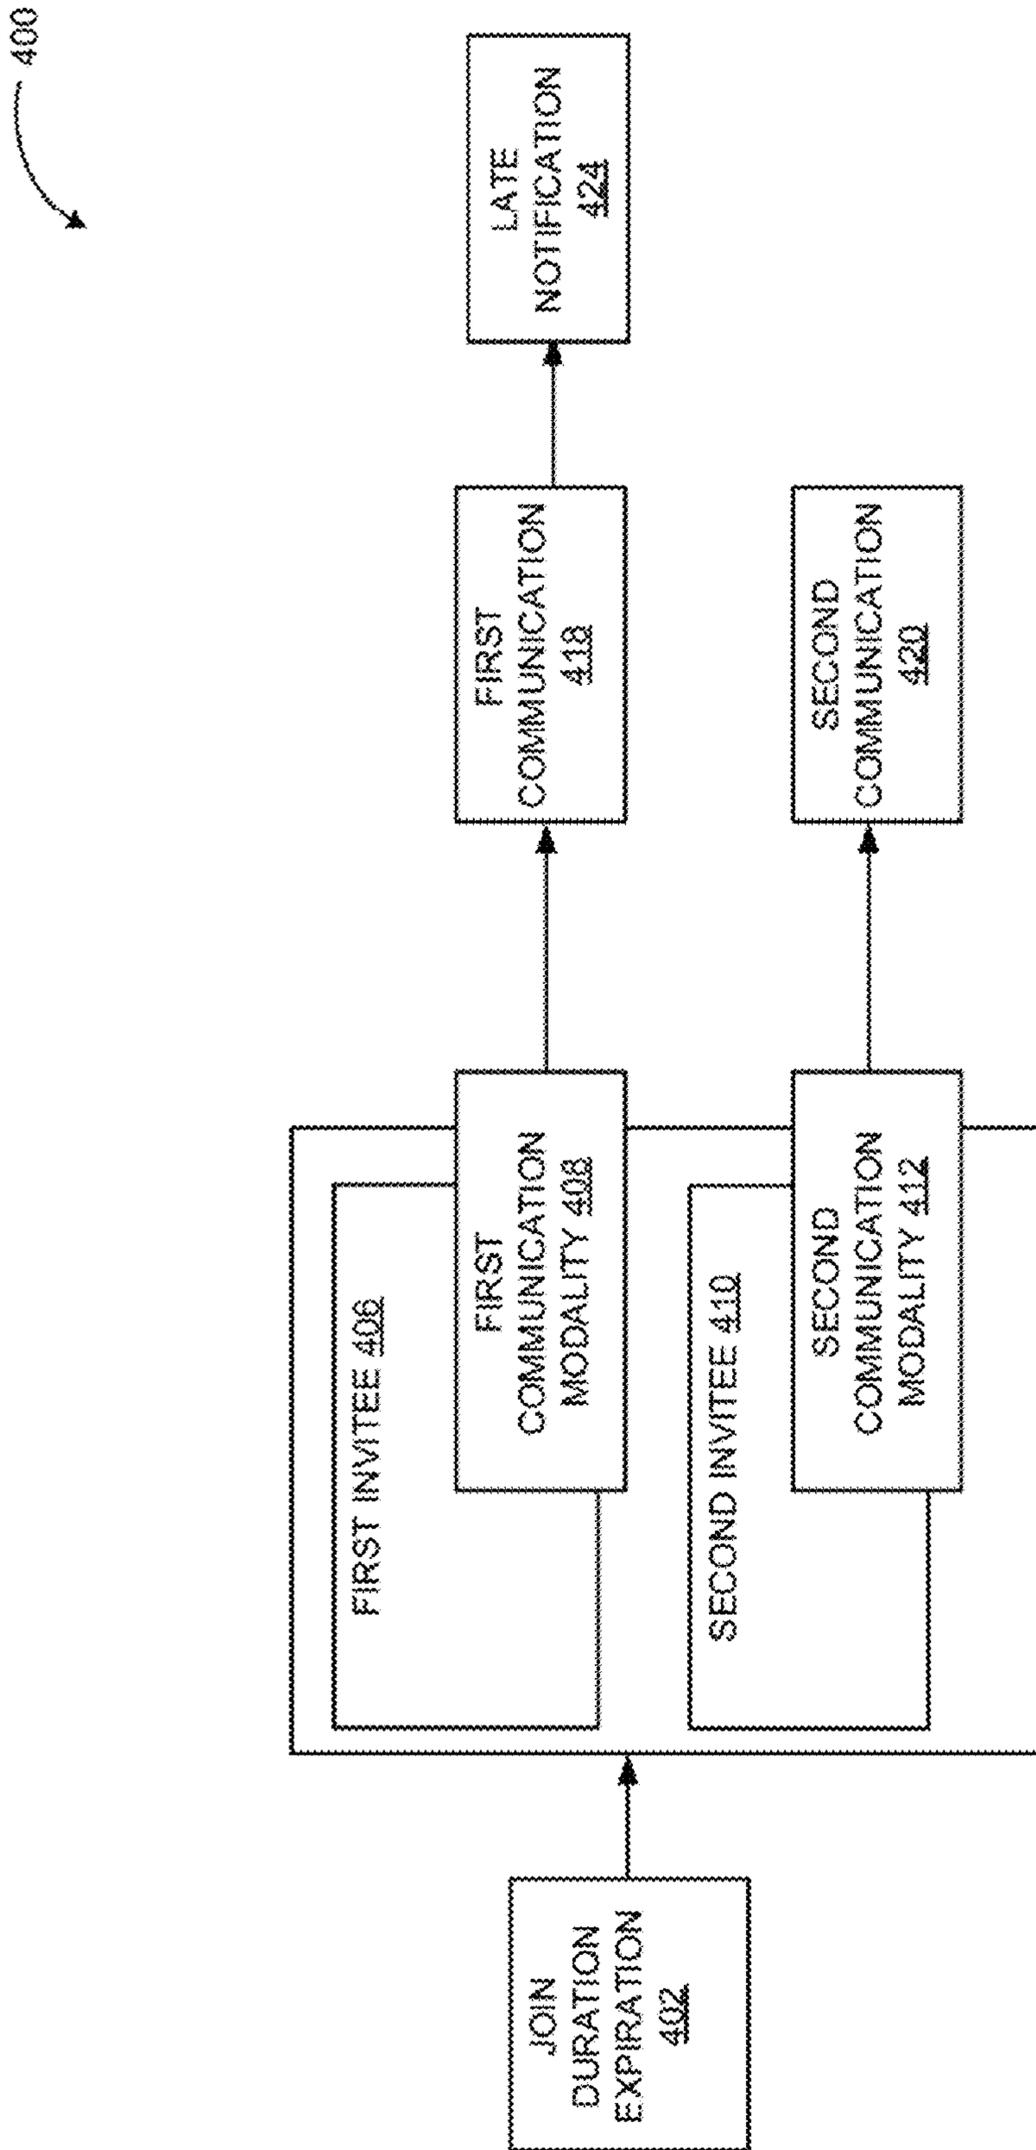 400
JOIN
DURATION
EXPIRATION
402
FIRST INVITEE 406
FIRST
COMMUNICATION
MODALITY 408
SECOND INVITEE 410
SECOND
COMMUNICATION
MODALITY 412
FIRST
COMMUNICATION
418
SECOND
COMMUNICATION
420
LATE
NOTIFICATION
424